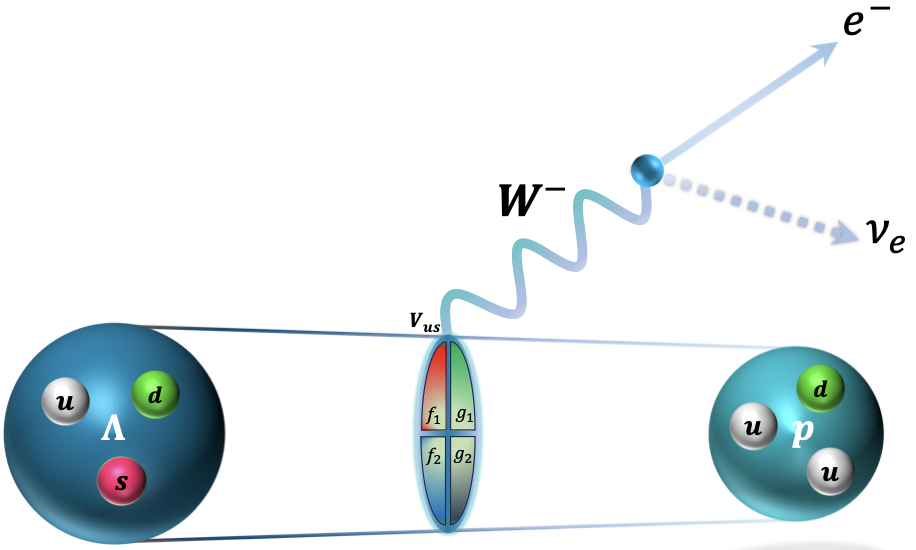 e⁻
W⁻
νₑ
V_us
u
d
Λ
s
f₁
g₁
f₂
g₂
d
u
p
u